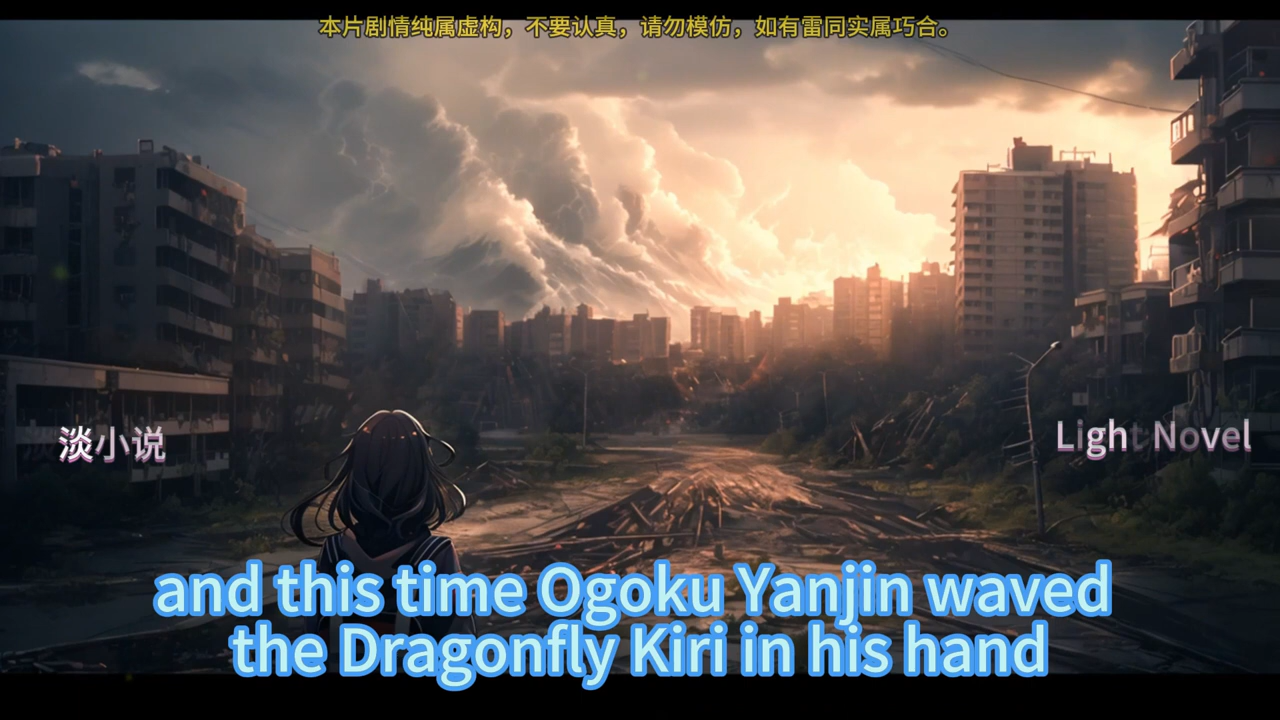 本片剧情纯属虚构，不要认真，请勿模仿，如有雷同实属巧合。
淡小说
Light Novel
and this time Ogoku Yanjin waved
the Dragonfly Kiri in his hand